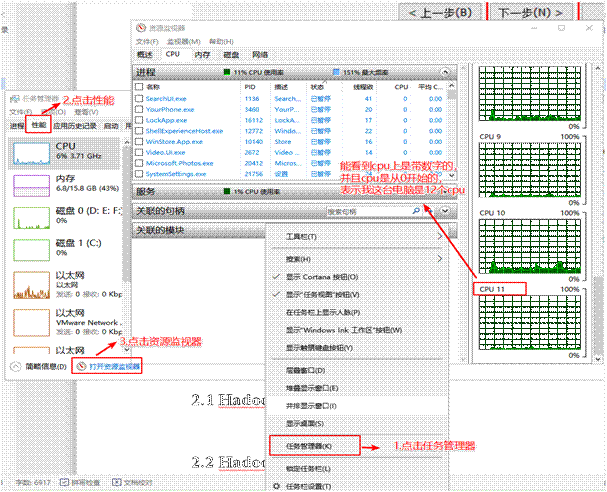 < 上一步(B)
下一步(N) >
录
资源监视器
文件(F) 监视器(M) 帮助(H)
概述 CPU 内存 磁盘 网络
进程 11% CPU 使用率 151% 最大频率
名称 PID 描述 状态 线程数 CPU 平均 C...
SearchUI.exe 1136 Search... 已暂停 41 0 0.00
YourPhone.exe 3460 YourP... 已暂停 20 0 0.00
LockApp.exe 16112 LockA... 已暂停 17 0 0.00
ShellExperienceHost.exe 12772 Windo... 已暂停 22 0 0.00
WinStore.App.exe 10140 Store 已暂停 16 0 0.00
Video.UI.exe 2672 Video ... 已暂停 14 0 0.00
Microsoft.Photos.exe 20412 Micros... 已暂停
SystemSettings.exe 21756 设置 已暂停
服务 1% CPU 使用率
关联的句柄 搜索句柄
关联的模块
100%
0%
CPU 9 100%
0%
CPU 10 100%
0%
CPU 11 100%
0%
能看到cpu上是带数字的,
并且cpu是从0开始的,
表示我这台电脑是12个cpu
任务管理器
2.点击性能
文件(F) 查看(V)
进程 性能 应用历史记录 启动 用
CPU
6% 3.71 GHz
内存
6.8/15.8 GB (43%)
磁盘 0 (D: E: F:
0%
磁盘 1 (C:)
0%
以太网
发送: 0 接收: 0 Kbp
以太网
VMware Network ...
发送: 0 接收: 0 Kbp
以太网
3.点击资源监视器
简略信息(D) 打开资源监视器
工具栏(T)
搜索(H)
显示 Cortana 按钮(O)
显示"任务视图"按钮(V)
在任务栏上显示人脉(P)
显示"Windows Ink 工作区"按钮(W)
显示触摸键盘按钮(Y)
层叠窗口(D)
堆叠显示窗口(E)
并排显示窗口(I)
显示桌面(S)
任务管理器(K)
1.点击任务管理器
锁定任务栏(L)
任务栏设置(T)
2.1 Hadoo
2.2 Hadoo
字数: 6917 拼写检查 文档校对